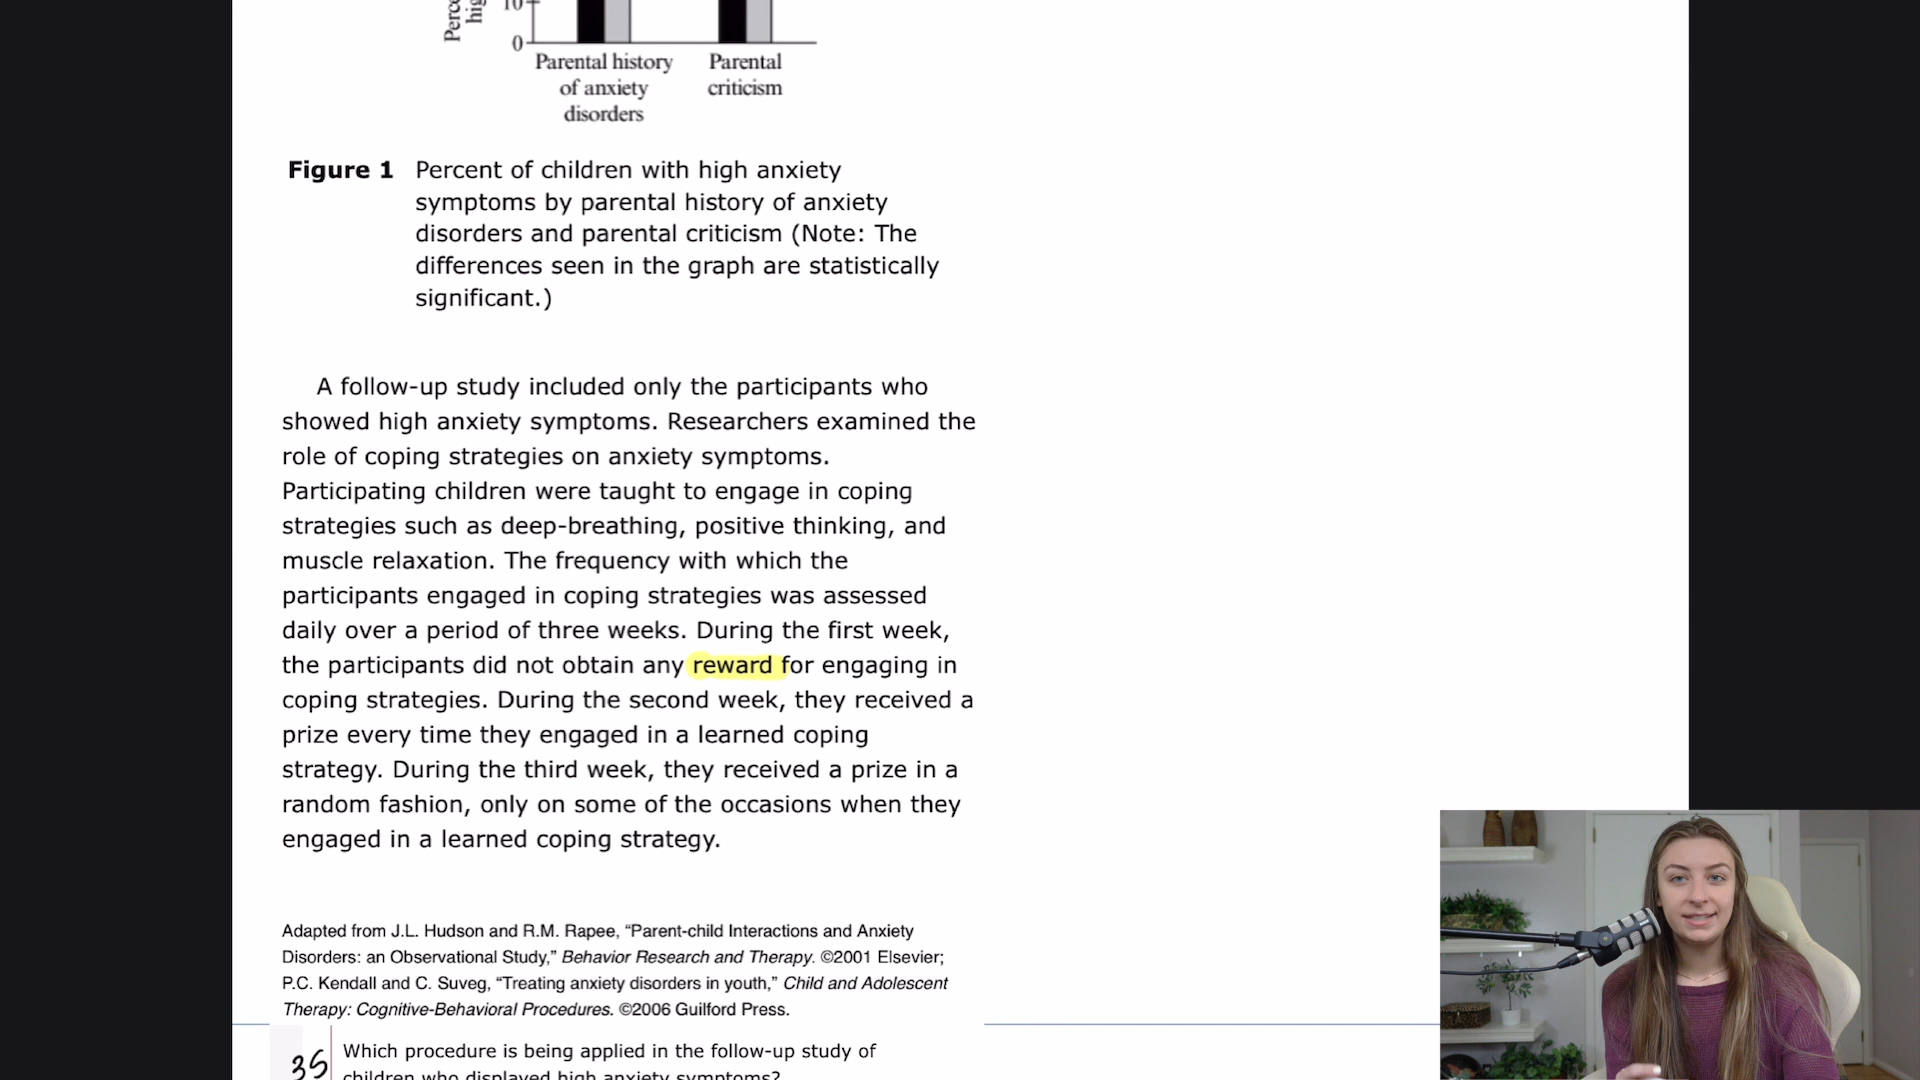 10
0
Parental history
of anxiety
disorders
Parental
criticism
Figure 1 Percent of children with high anxiety
symptoms by parental history of anxiety
disorders and parental criticism (Note: The
differences seen in the graph are statistically
significant.)
A follow-up study included only the participants who
showed high anxiety symptoms. Researchers examined the
role of coping strategies on anxiety symptoms.
Participating children were taught to engage in coping
strategies such as deep-breathing, positive thinking, and
muscle relaxation. The frequency with which the
participants engaged in coping strategies was assessed
daily over a period of three weeks. During the first week,
the participants did not obtain any reward for engaging in
coping strategies. During the second week, they received a
prize every time they engaged in a learned coping
strategy. During the third week, they received a prize in a
random fashion, only on some of the occasions when they
engaged in a learned coping strategy.
Adapted from J.L. Hudson and R.M. Rapee, “Parent-child Interactions and Anxiety
Disorders: an Observational Study,” Behavior Research and Therapy. ©2001 Elsevier;
P.C. Kendall and C. Suveg, “Treating anxiety disorders in youth,” Child and Adolescent
Therapy: Cognitive-Behavioral Procedures. ©2006 Guilford Press.
35 Which procedure is being applied in the follow-up study of
children who displayed high anxiety symptoms?